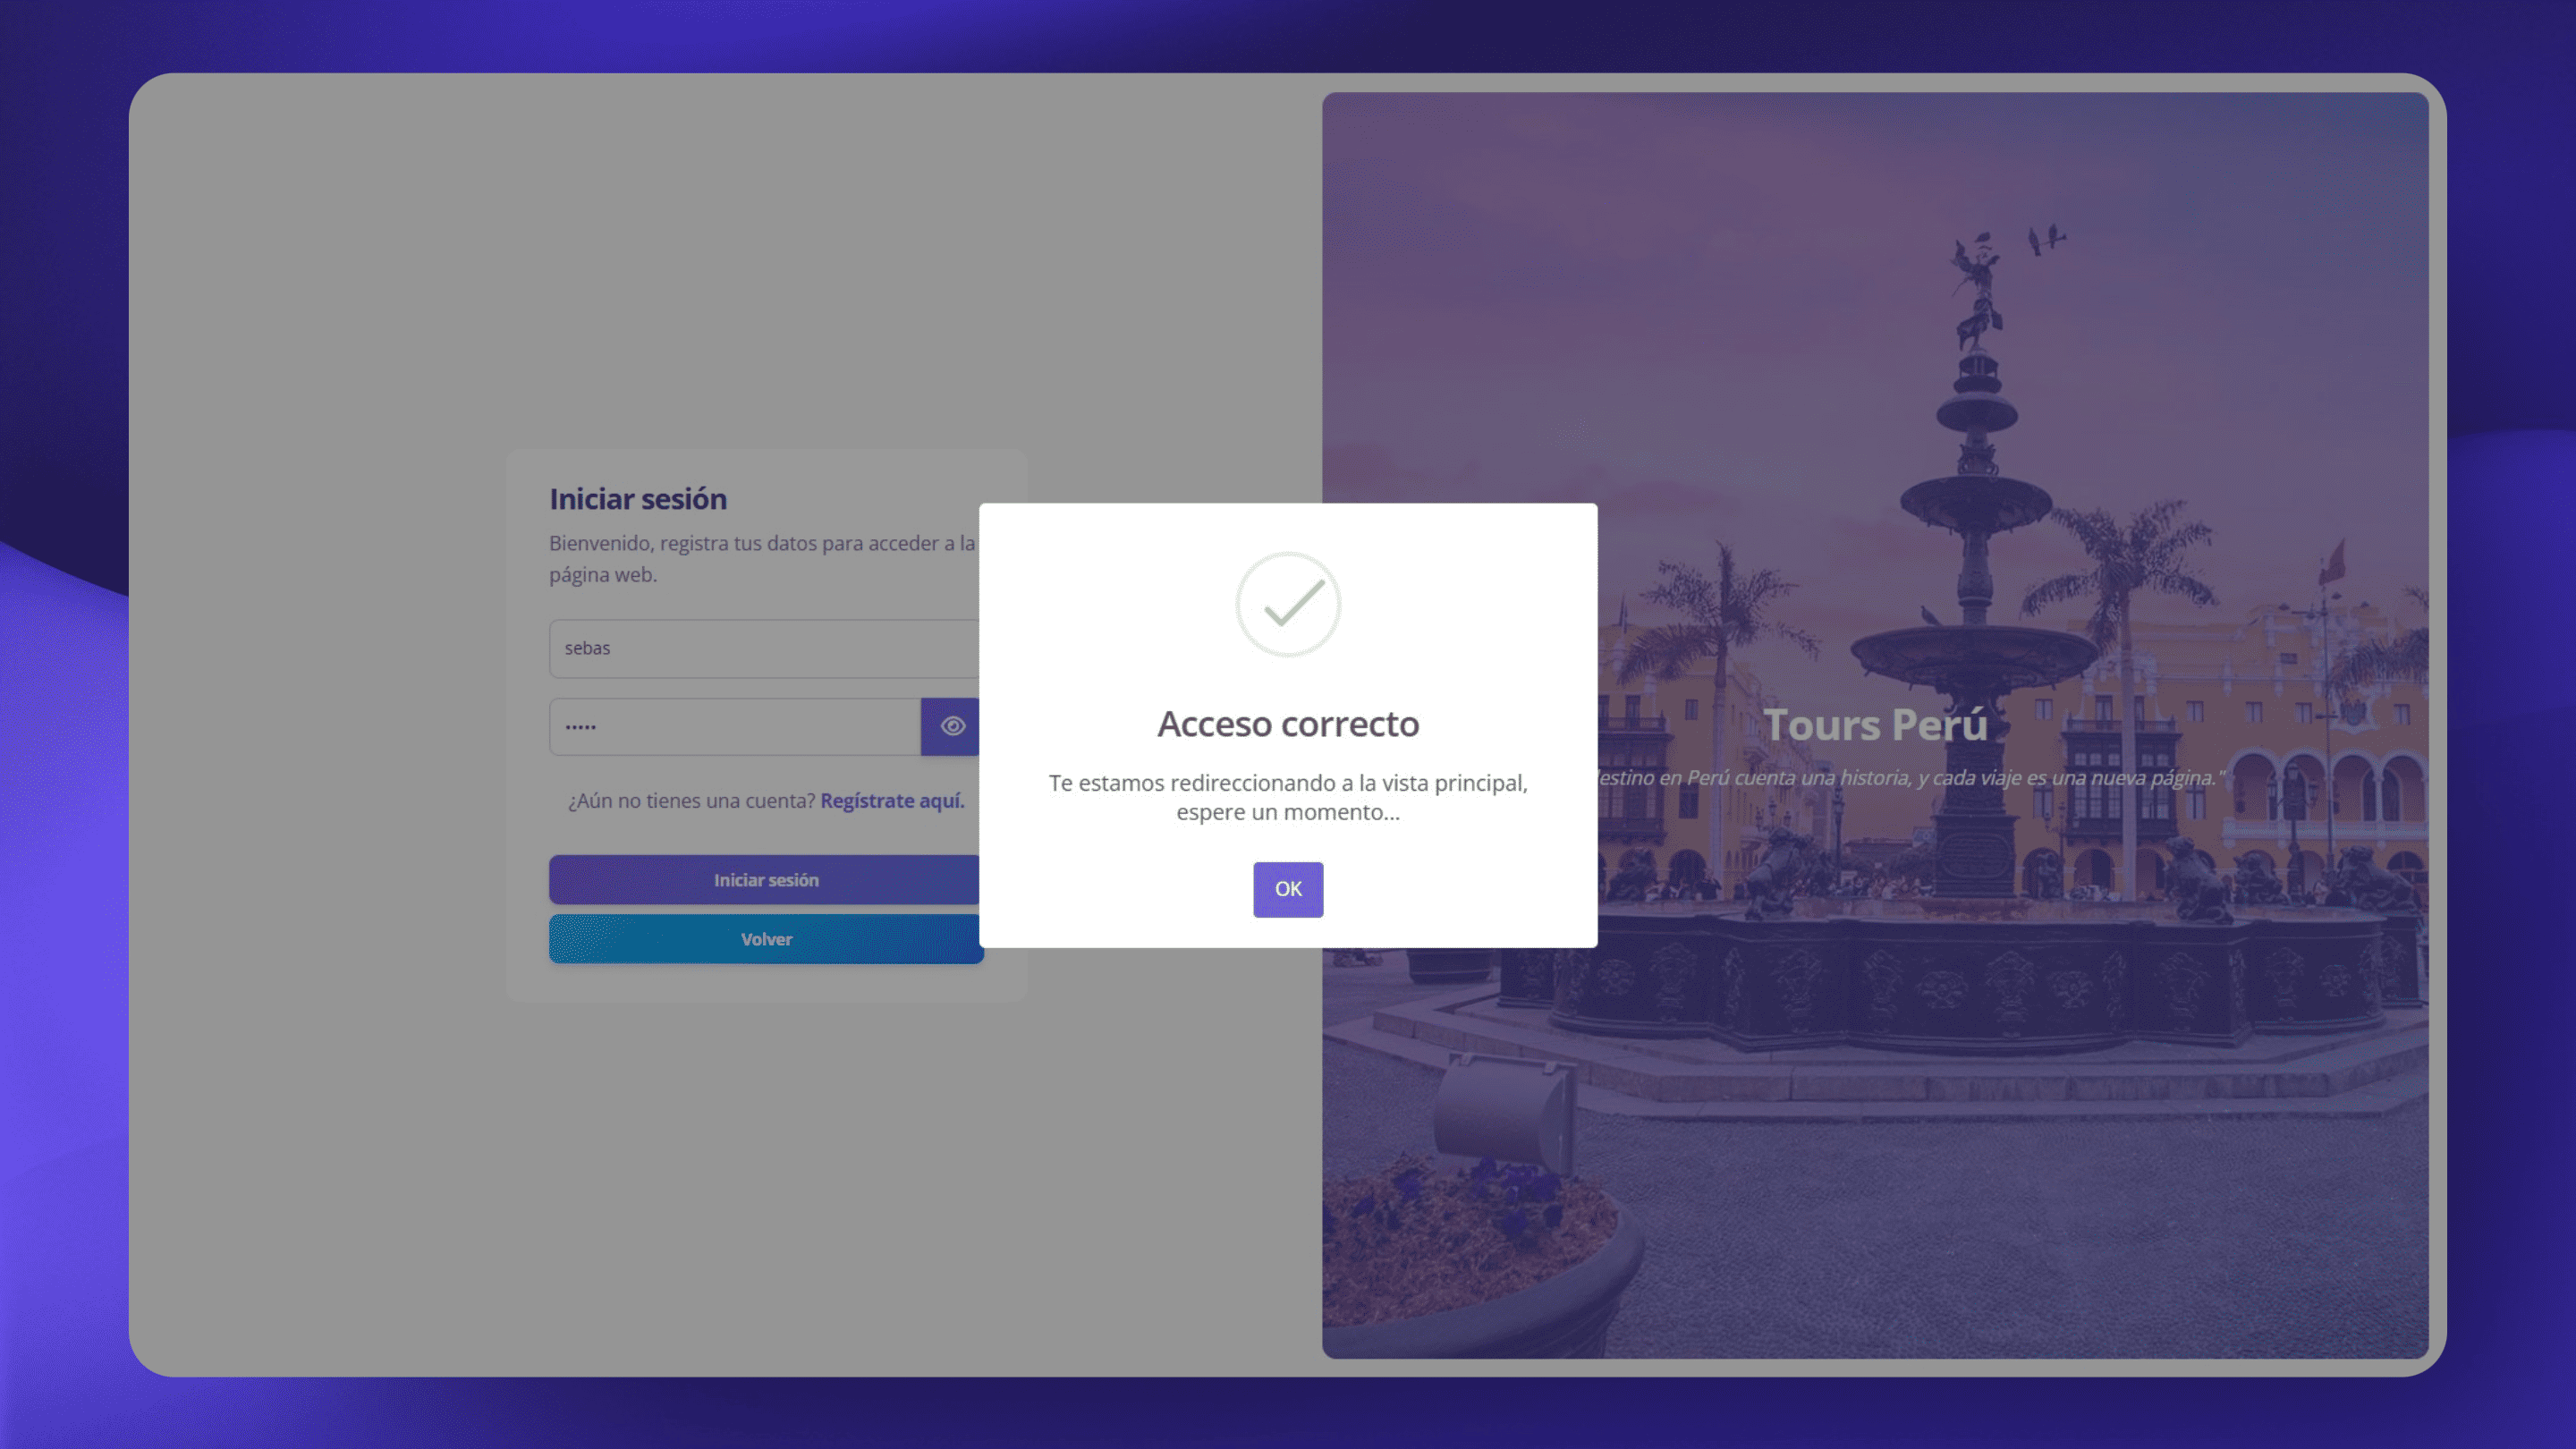 Iniciar sesión
Bienvenido, registra tus datos para acceder a la
página web.
sebas
•••••
¿Aún no tienes una cuenta? Regístrate aquí.
Iniciar sesión
Volver
Acceso correcto
Te estamos redireccionando a la vista principal,
espere un momento...
OK
Tours Perú
en Perú cuenta una historia, y cada viaje es una nueva página."